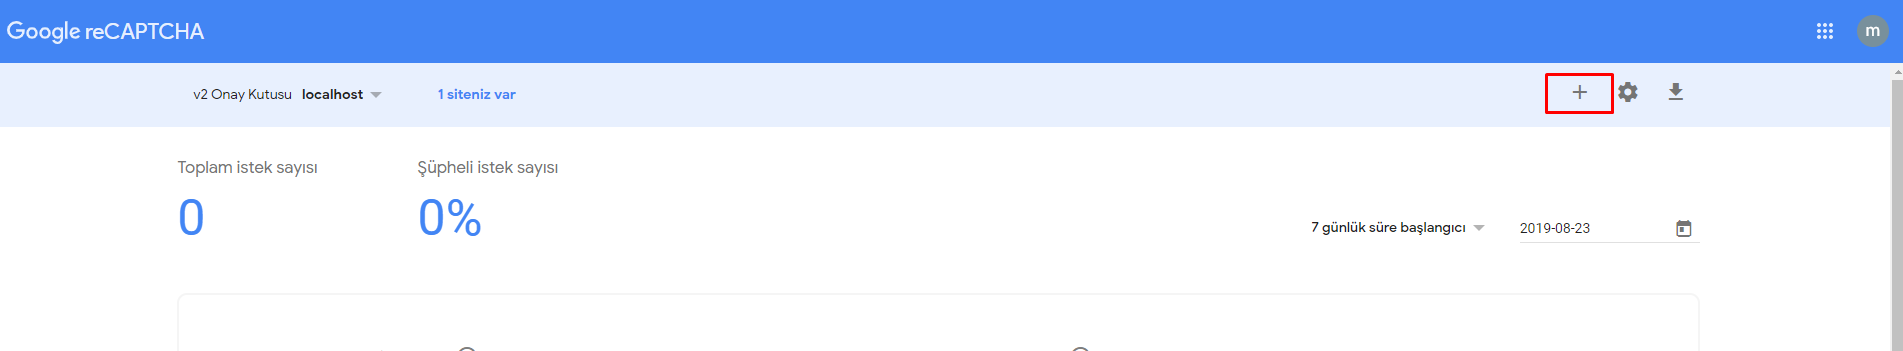 Google reCAPTCHA
m
v2 Onay Kutusu localhost
1 siteniz var
Toplam istek sayısı
0
Şüpheli istek sayısı
0%
7 günlük süre başlangıcı
2019-08-23